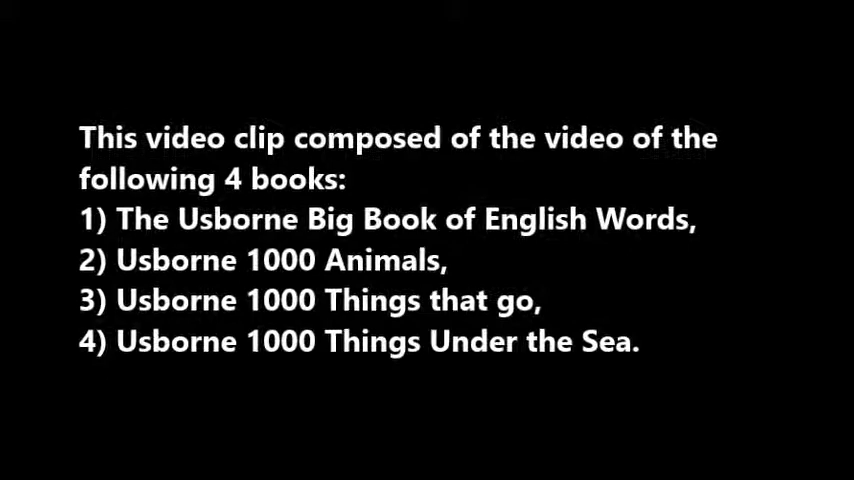 This video clip composed of the video of the
following 4 books:
1) The Usborne Big Book of English Words,
2) Usborne 1000 Animals,
3) Usborne 1000 Things that go,
4) Usborne 1000 Things Under the Sea.